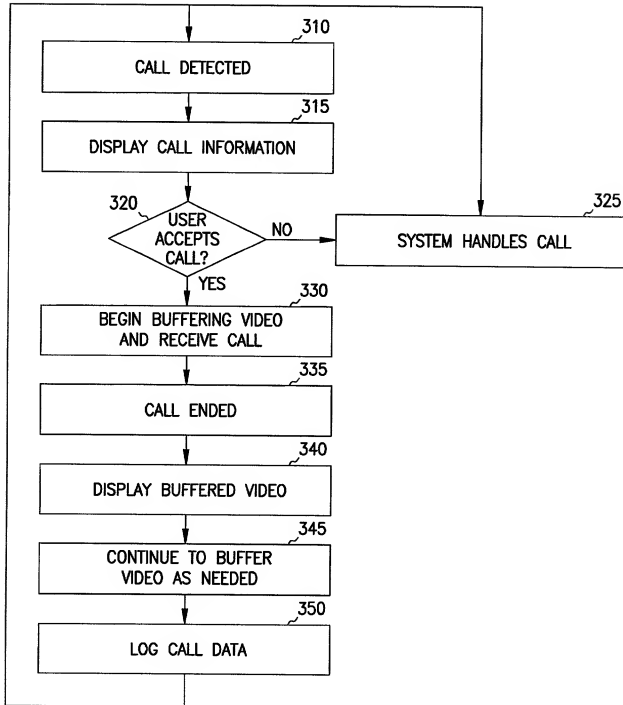 310
CALL DETECTED
315
DISPLAY CALL INFORMATION
320
USER
ACCEPTS
CALL?
NO
YES
325
SYSTEM HANDLES CALL
330
BEGIN BUFFERING VIDEO
AND RECEIVE CALL
335
CALL ENDED
340
DISPLAY BUFFERED VIDEO
345
CONTINUE TO BUFFER
VIDEO AS NEEDED
350
LOG CALL DATA